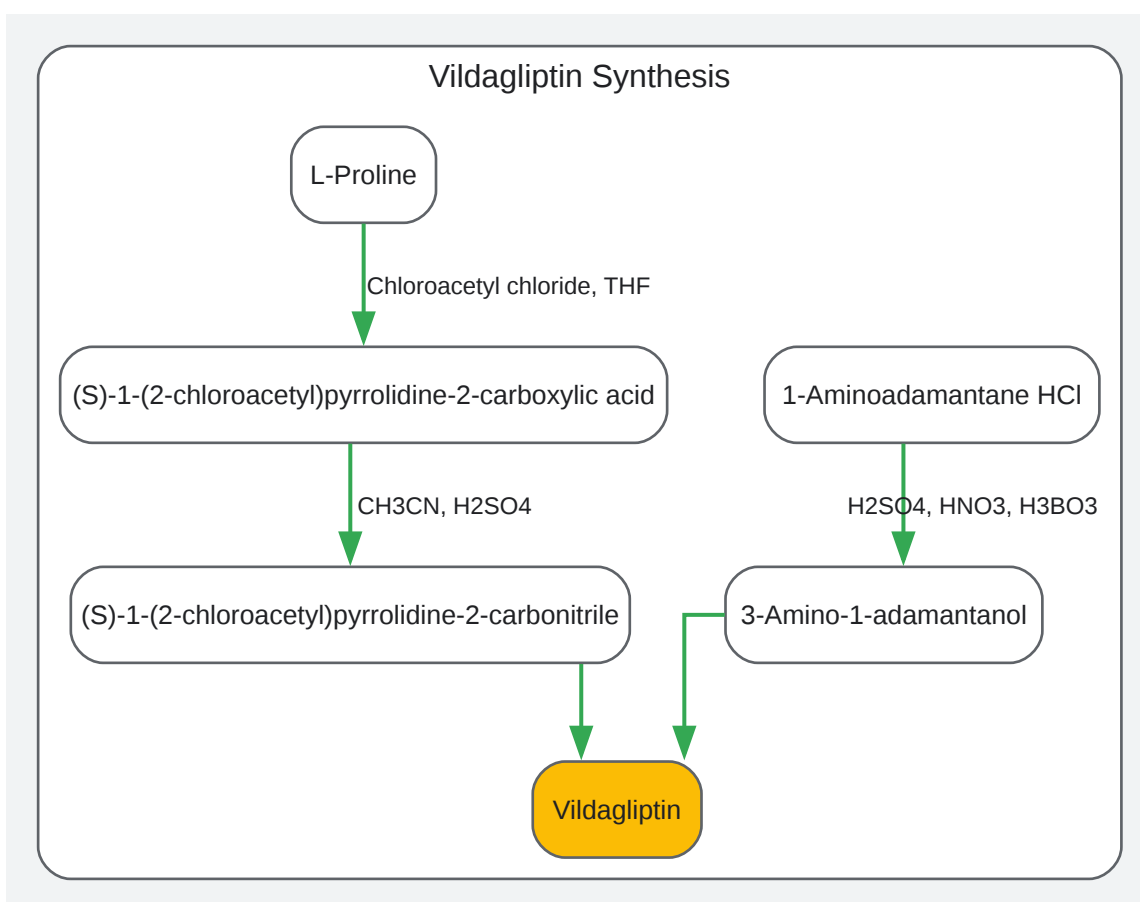 Vildagliptin Synthesis
L-Proline
Chloroacetyl chloride, THF
(S)-1-(2-chloroacetyl)pyrrolidine-2-carboxylic acid
1-Aminoadamantane HCl
CH3CN, H2SO4
H2SO4, HNO3, H3BO3
(S)-1-(2-chloroacetyl)pyrrolidine-2-carbonitrile
3-Amino-1-adamantanol
Vildagliptin